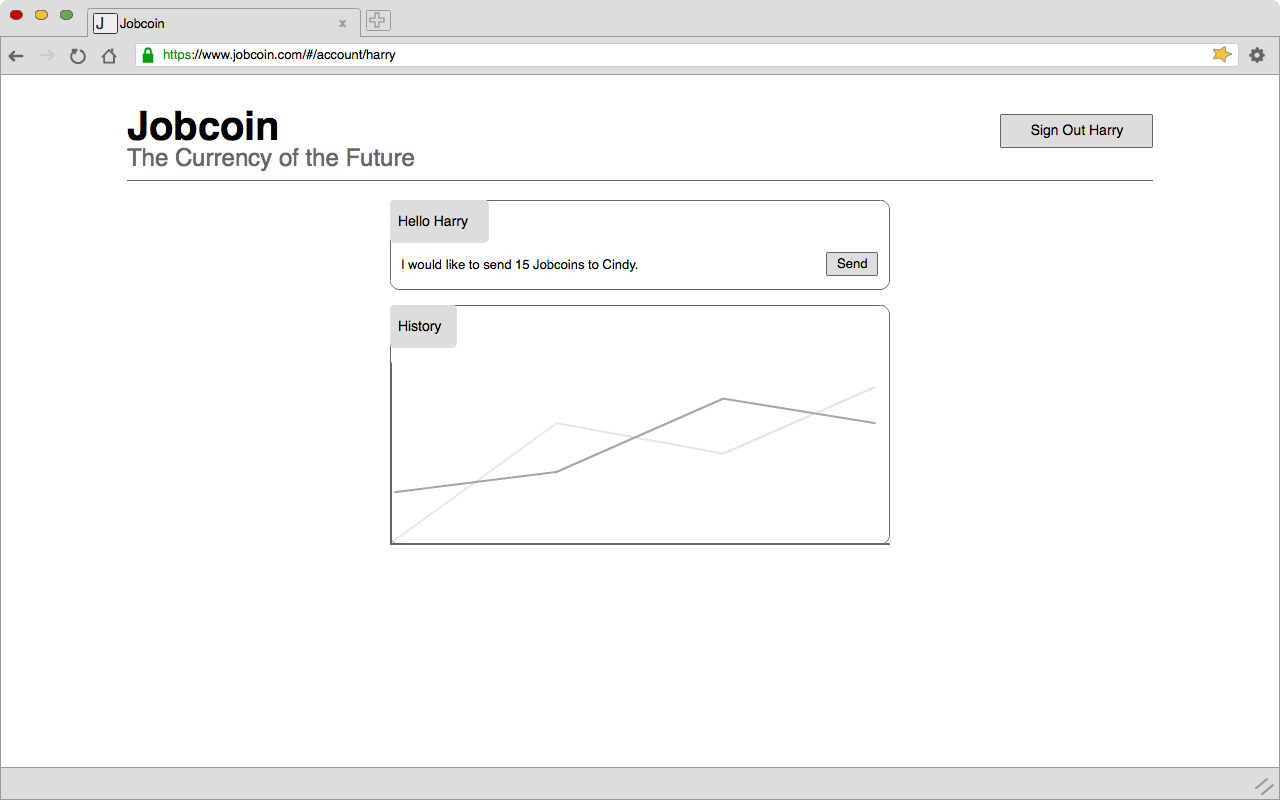 J Jobcoin x
https://www.jobcoin.com/#/account/harry
Jobcoin
The Currency of the Future
Sign Out Harry
Hello Harry
I would like to send 15 Jobcoins to Cindy.
Send
History